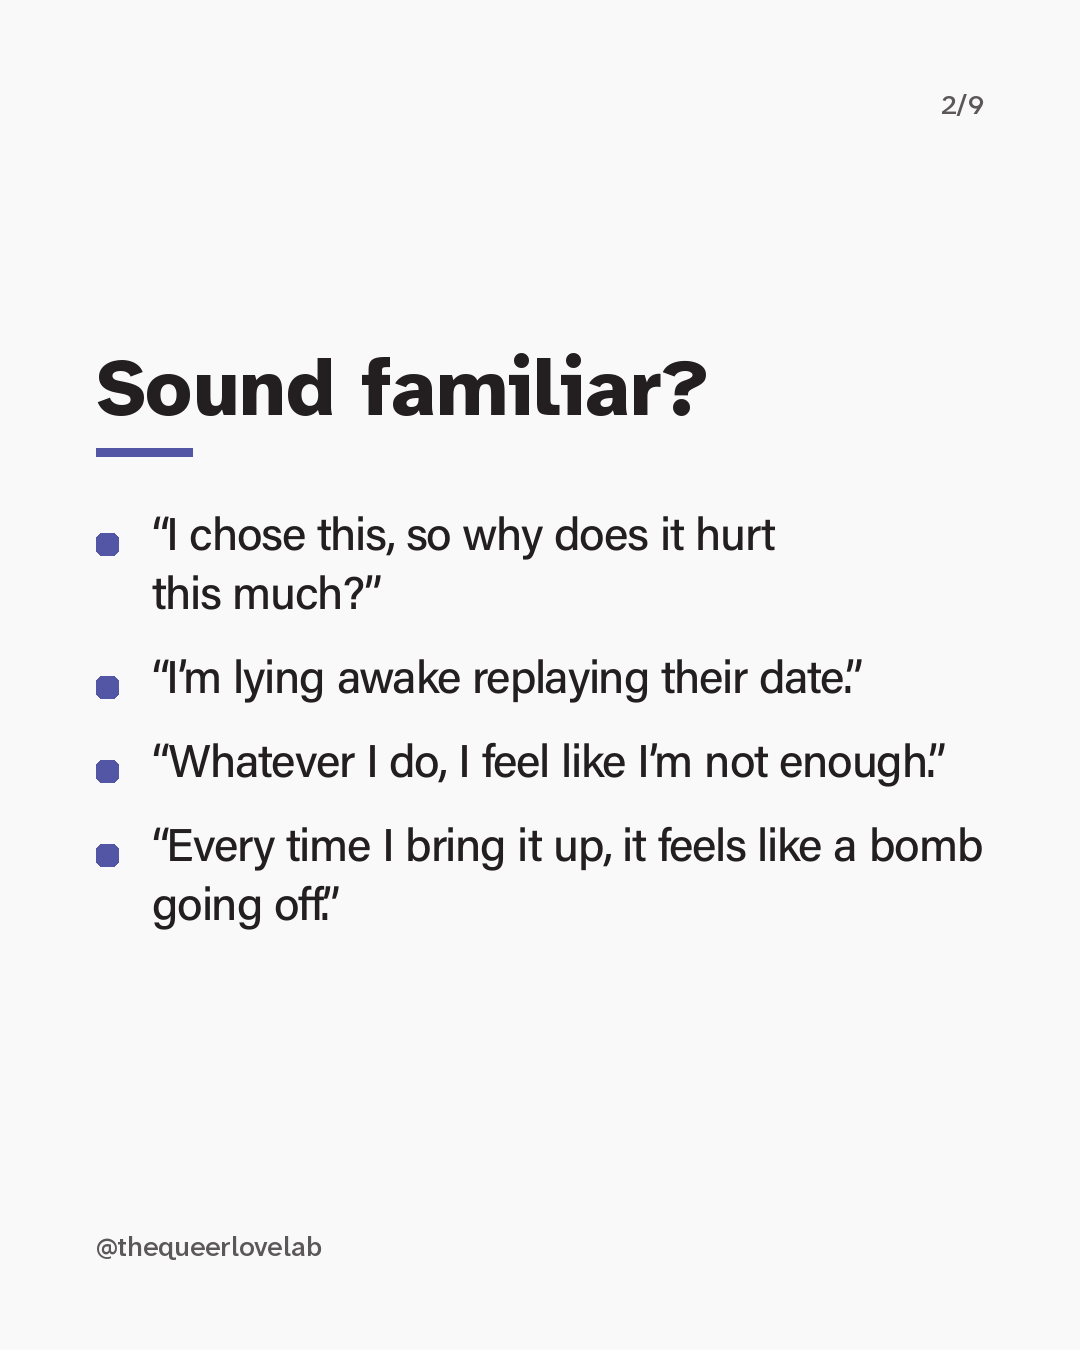 2/9
Sound familiar?
“I chose this, so why does it hurt
this much?”
“I’m lying awake replaying their date.”
“Whatever I do, I feel like I’m not enough.”
“Every time I bring it up, it feels like a bomb
going off.”
@thequeerlovelab